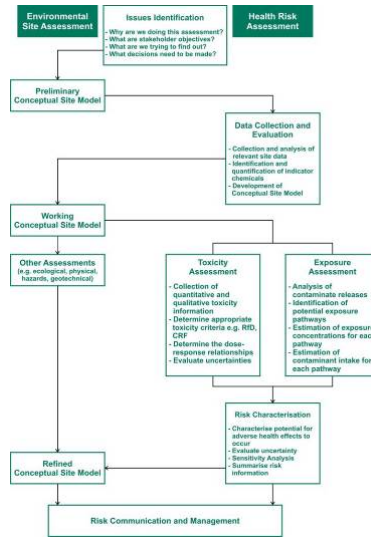 Environmental
Site Assessment
Issues Identification
- Why are we doing this assessment?
- What are stakeholder objectives?
- What are we trying to find out?
- What decisions need to be made?
Health Risk
Assessment
Preliminary
Conceptual Site Model
Data Collection and
Evaluation
- Collection and analysis of
relevant site data
- Identification and
quantification of indicator
chemicals
- Development of
Conceptual Site Model
Working
Conceptual Site Model
Other Assessments
(e.g. ecological, physical,
hazards, geotechnical)
Toxicity
Assessment
- Collection of
quantitative and
qualitative toxicity
information
- Determine appropriate
toxicity criteria e.g. RfD,
CRF
- Determine the dose-
response relationships
- Evaluate uncertainties
Exposure
Assessment
- Analysis of
contaminate releases
- Identification of
potential exposure
pathways
- Estimation of exposure
concentrations for each
pathway
- Estimation of
contaminant intake for
each pathway
Risk Characterisation
- Characterise potential for
adverse health effects to
occur
- Evaluate uncertainty
- Sensitivity Analysis
- Summarise risk
information
Refined
Conceptual Site Model
Risk Communication and Management